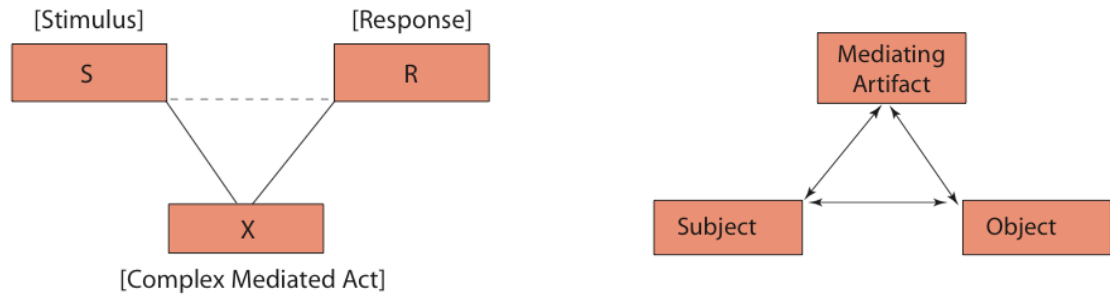 [Stimulus]
[Response]
S
R
X
[Complex Mediated Act]
Mediating
Artifact
Subject
Object